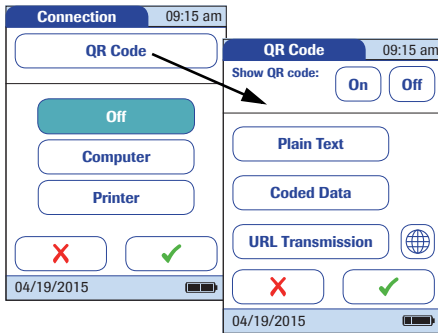 Connection 09:15 am
QR Code
Off
Computer
Printer
04/19/2015
QR Code 09:15 am
Show QR code:
On Off
Plain Text
Coded Data
URL Transmission
04/19/2015